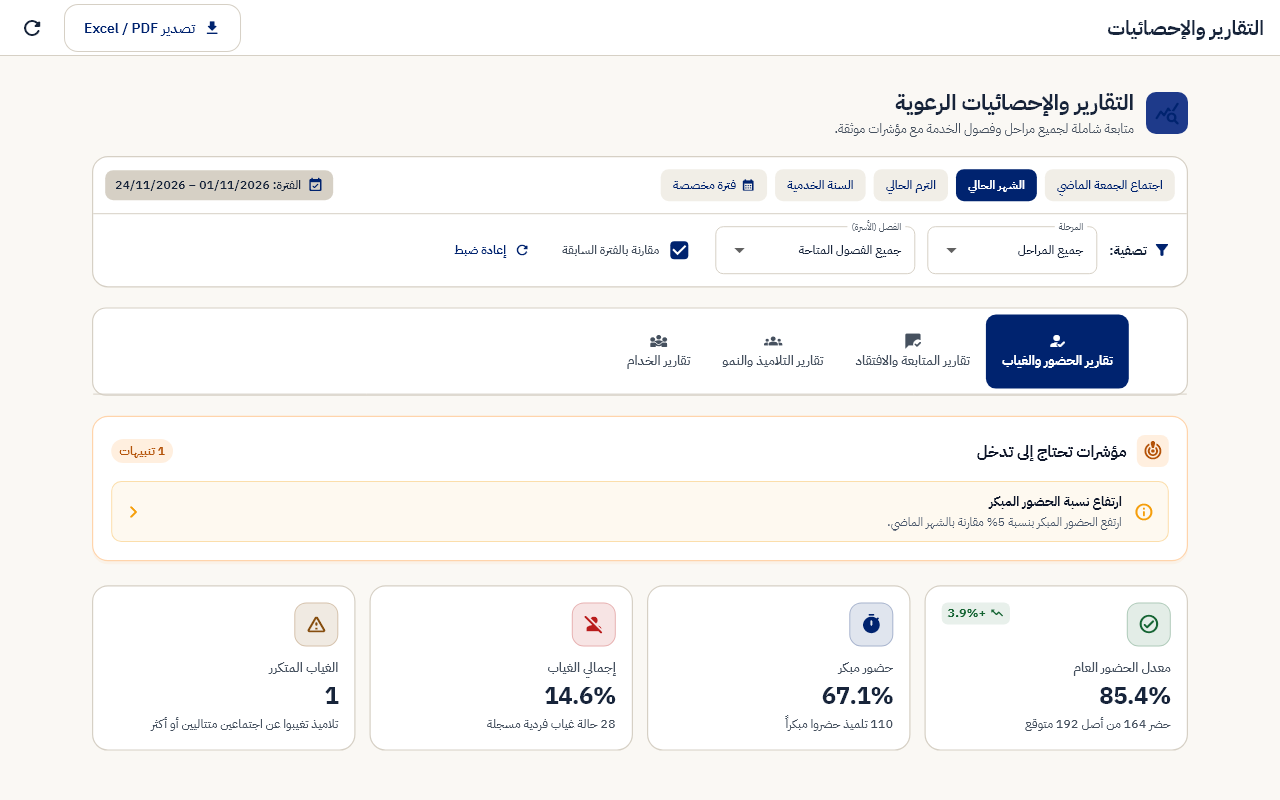 التقارير والإحصائيات
تصدير Excel / PDF
التقارير والإحصائيات الرعوية
متابعة شاملة لجميع مراحل وفصول الخدمة مع مؤشرات موثقة.
اجتماع الجمعة الماضي
الشهر الحالي
الترم الحالي
السنة الخدمية
فترة مخصصة
الفترة: 01/11/2026 – 24/11/2026
تصفية:
المرحلة
جميع المراحل
الفصل (الأسرة)
جميع الفصول المتاحة
مقارنة بالفترة السابقة
إعادة ضبط
تقارير الحضور والغياب
تقارير المتابعة والافتقاد
تقارير التلاميذ والنمو
تقارير الخدام
مؤشرات تحتاج إلى تدخل
1 تنبيهات
ارتفاع نسبة الحضور المبكر
ارتفع الحضور المبكر بنسبة 5% مقارنة بالشهر الماضي.
+3.9%
معدل الحضور العام
85.4%
حضر 164 من أصل 192 متوقع
حضور مبكر
67.1%
110 تلميذ حضروا مبكراً
إجمالي الغياب
14.6%
28 حالة غياب فردية مسجلة
الغياب المتكرر
1
تلاميذ تغيبوا عن اجتماعين متتاليين أو أكثر